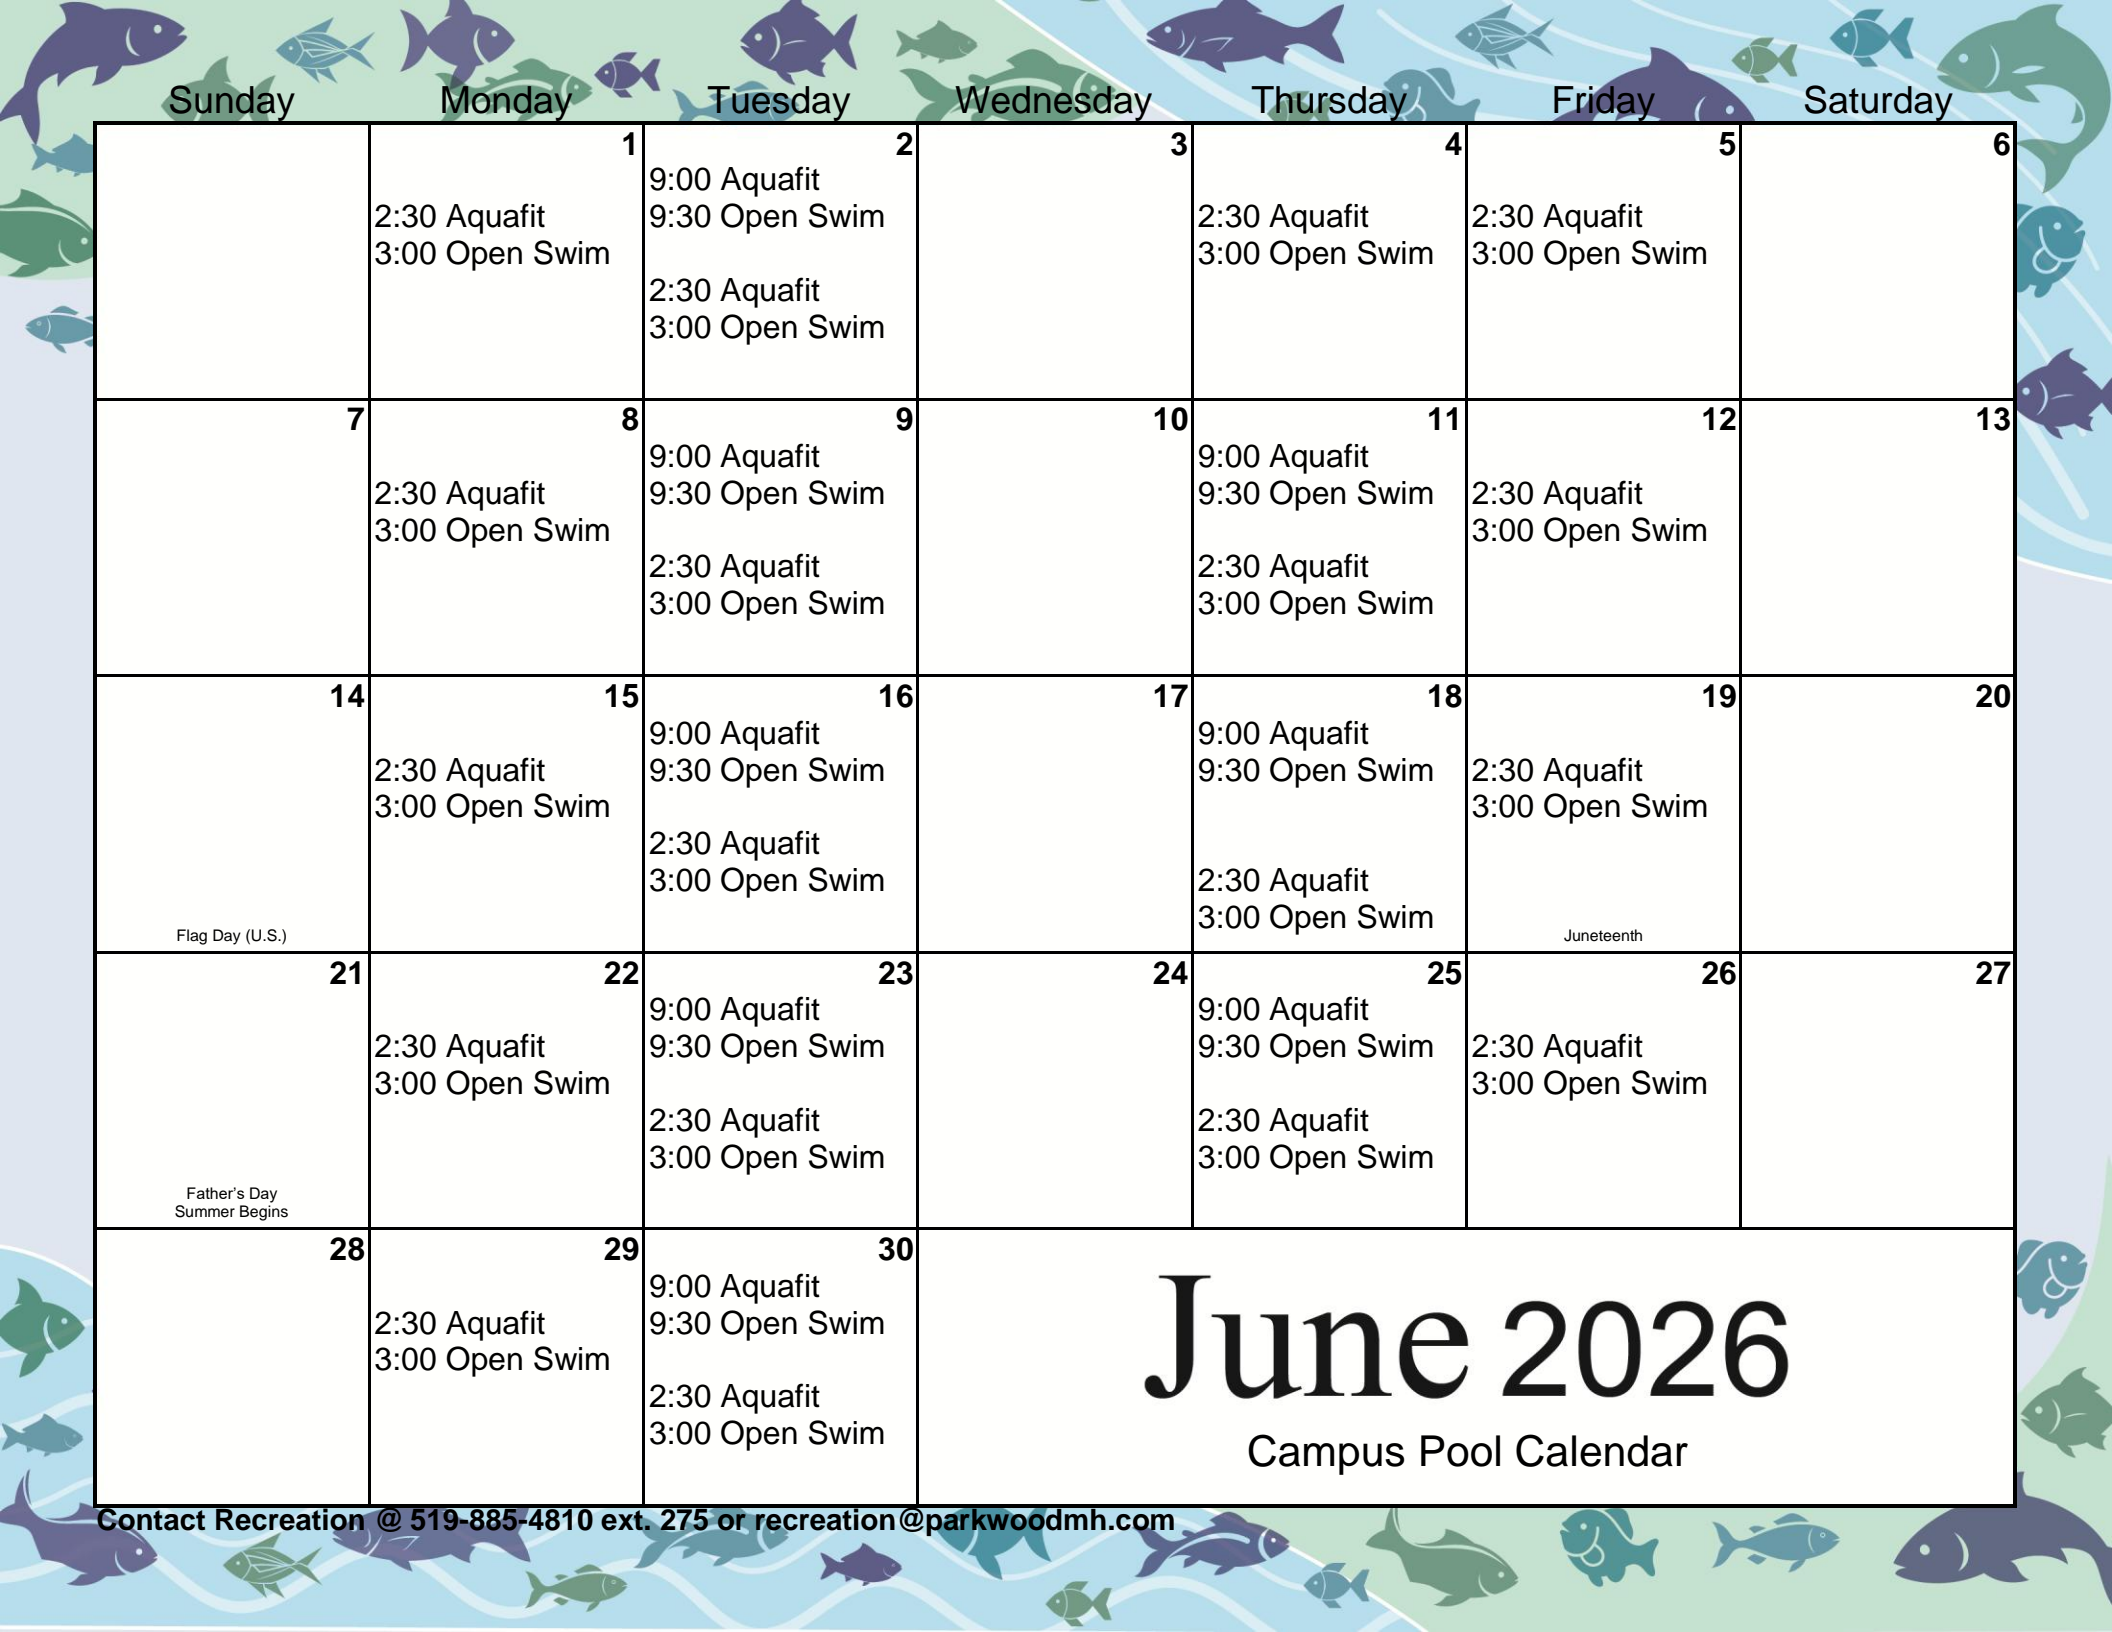 Sunday Monday Tuesday Wednesday Thursday Friday Saturday
1
2:30 Aquafit
3:00 Open Swim
2
9:00 Aquafit
9:30 Open Swim
2:30 Aquafit
3:00 Open Swim
3
4
2:30 Aquafit
3:00 Open Swim
5
2:30 Aquafit
3:00 Open Swim
6
7
8
2:30 Aquafit
3:00 Open Swim
9
9:00 Aquafit
9:30 Open Swim
2:30 Aquafit
3:00 Open Swim
10
11
9:00 Aquafit
9:30 Open Swim
2:30 Aquafit
3:00 Open Swim
12
2:30 Aquafit
3:00 Open Swim
13
14
Flag Day (U.S.)
15
2:30 Aquafit
3:00 Open Swim
16
9:00 Aquafit
9:30 Open Swim
2:30 Aquafit
3:00 Open Swim
17
18
9:00 Aquafit
9:30 Open Swim
2:30 Aquafit
3:00 Open Swim
19
2:30 Aquafit
3:00 Open Swim
Juneteenth
20
21
Father's Day
Summer Begins
22
2:30 Aquafit
3:00 Open Swim
23
9:00 Aquafit
9:30 Open Swim
2:30 Aquafit
3:00 Open Swim
24
25
9:00 Aquafit
9:30 Open Swim
2:30 Aquafit
3:00 Open Swim
26
2:30 Aquafit
3:00 Open Swim
27
28
29
2:30 Aquafit
3:00 Open Swim
30
9:00 Aquafit
9:30 Open Swim
2:30 Aquafit
3:00 Open Swim
June 2026
Campus Pool Calendar
Contact Recreation @ 519-885-4810 ext. 275 or recreation@parkwoodmh.com